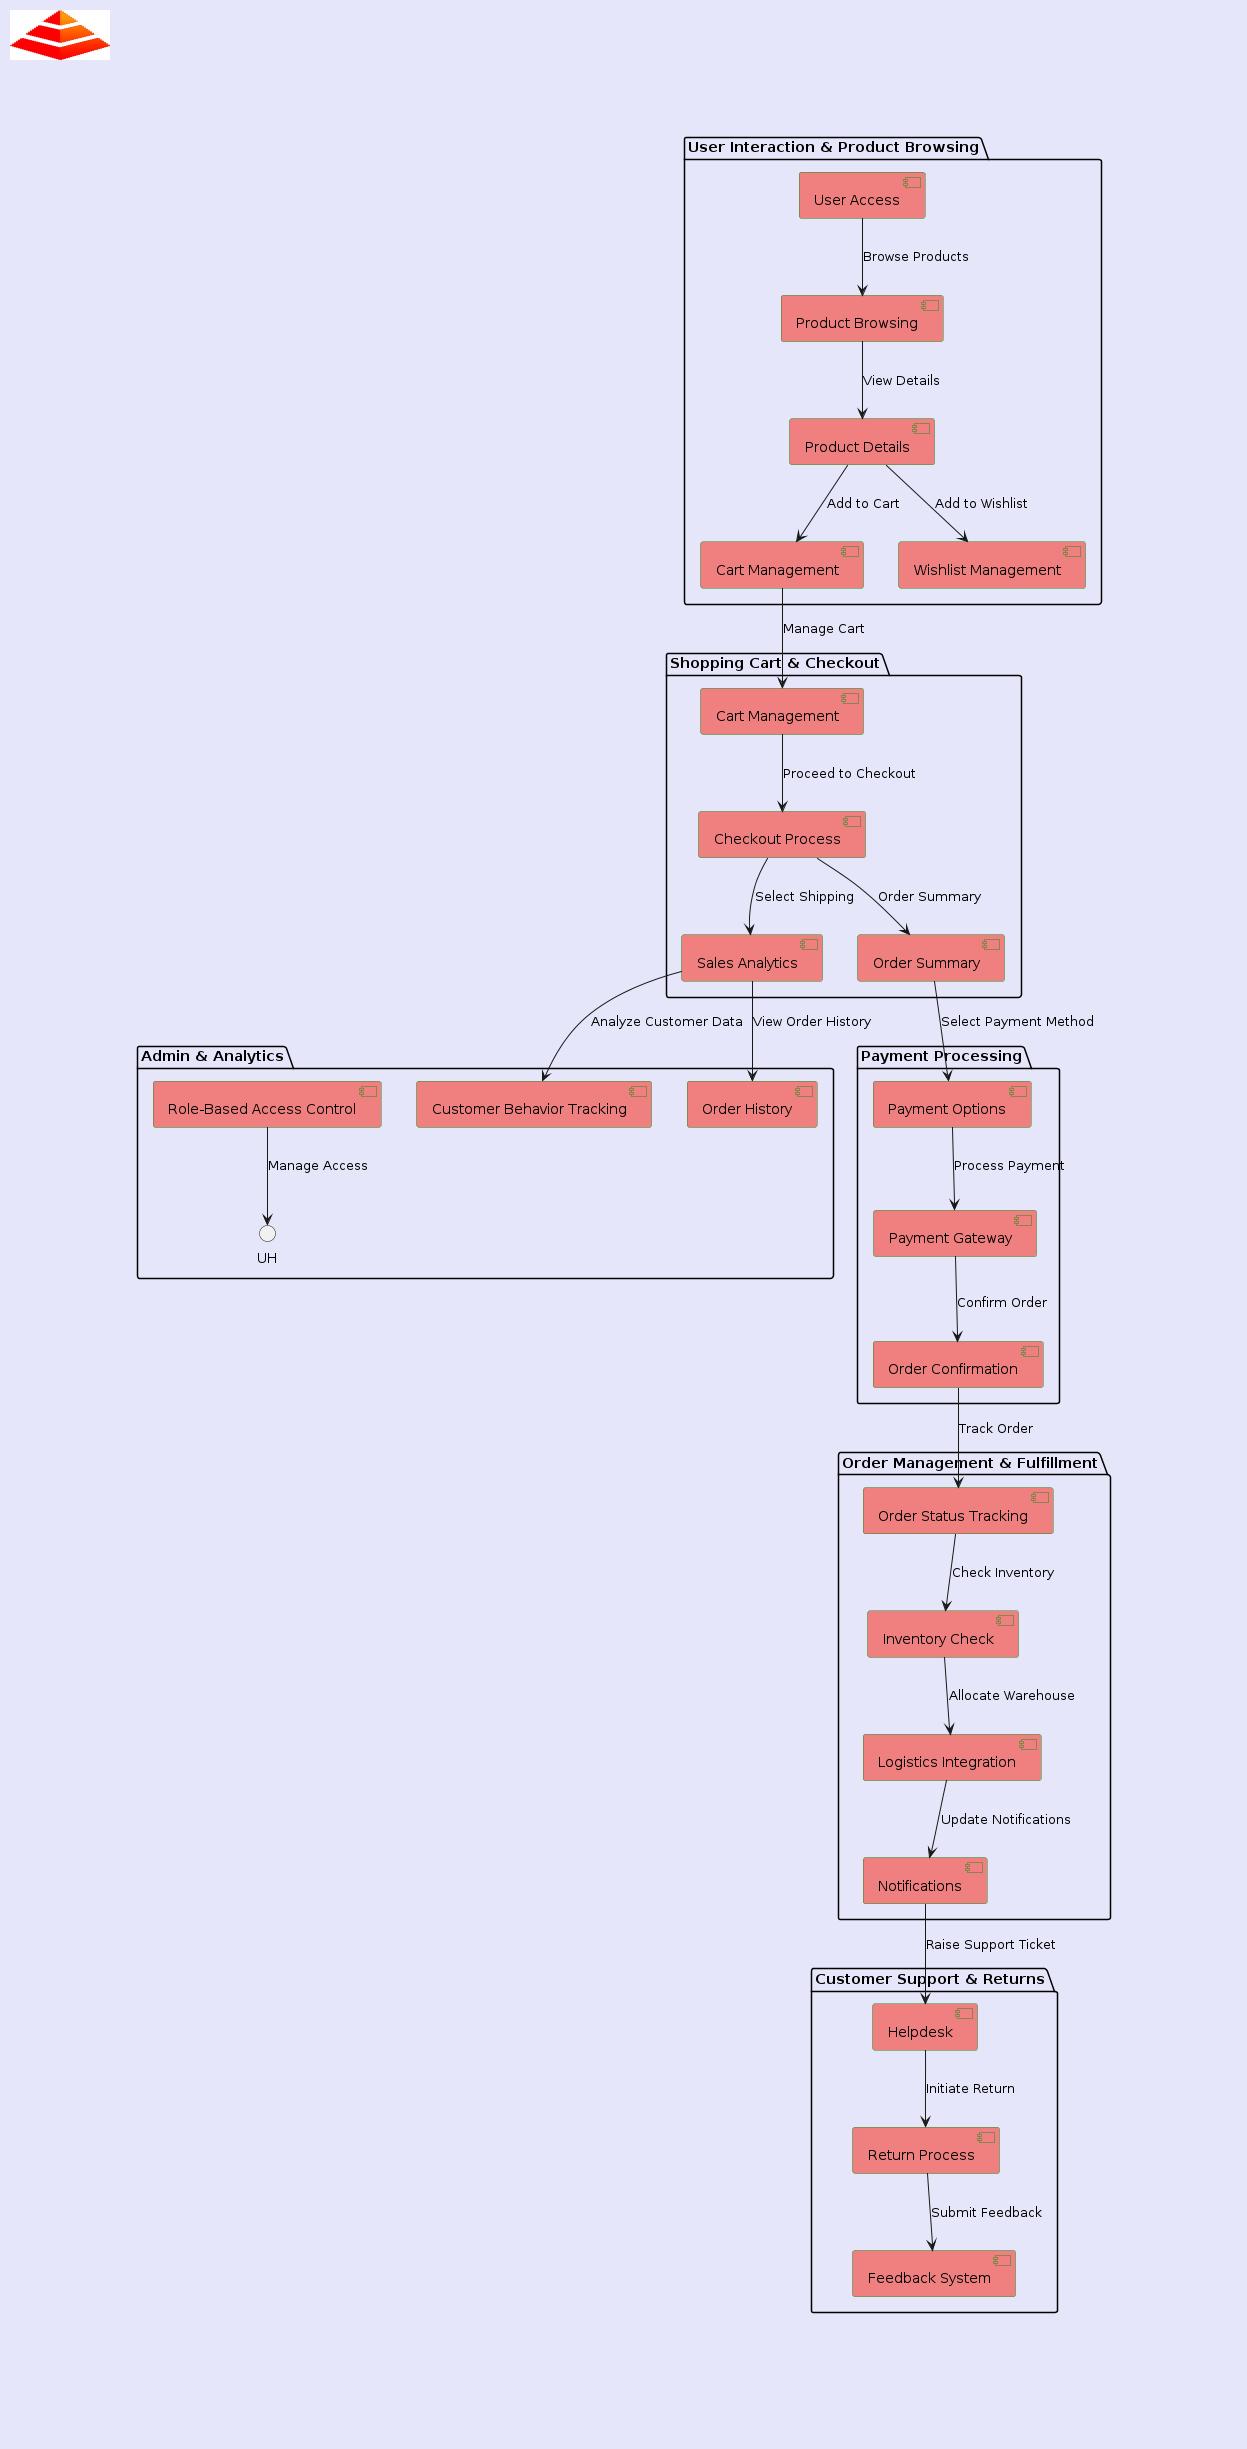 User Interaction & Product Browsing
User Access
Browse Products
Product Browsing
View Details
Product Details
Add to Cart
Add to Wishlist
Cart Management
Wishlist Management
Manage Cart
Shopping Cart & Checkout
Cart Management
Proceed to Checkout
Checkout Process
Select Shipping
Order Summary
Sales Analytics
Order Summary
Analyze Customer Data
View Order History
Select Payment Method
Admin & Analytics
Role-Based Access Control
Customer Behavior Tracking
Order History
Manage Access
UH
Payment Processing
Payment Options
Process Payment
Payment Gateway
Confirm Order
Order Confirmation
Track Order
Order Management & Fulfillment
Order Status Tracking
Check Inventory
Inventory Check
Allocate Warehouse
Logistics Integration
Update Notifications
Notifications
Raise Support Ticket
Customer Support & Returns
Helpdesk
Initiate Return
Return Process
Submit Feedback
Feedback System